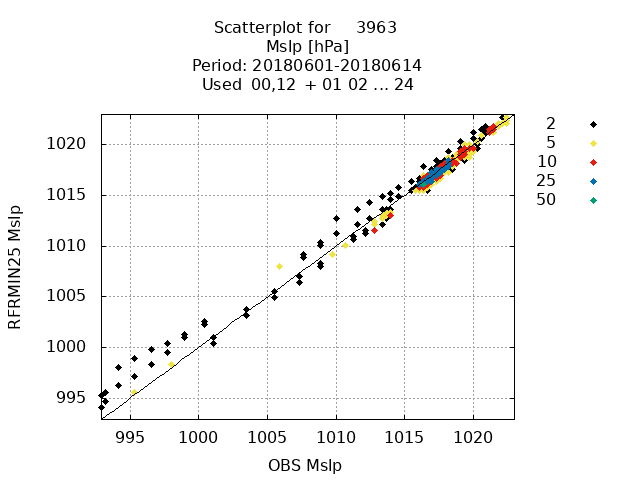 Scatterplot for 3963
Mslp [hPa]
Period: 20180601-20180614
Used 00,12 + 01 02 ... 24
2
5
10
25
50
1020
1015
1010
1005
1000
995
RFRMIN25 Mslp
995 1000 1005 1010 1015 1020
OBS Mslp